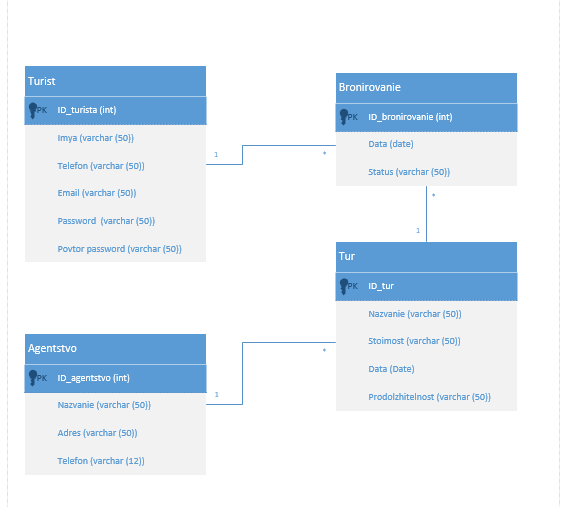 Turist
PK ID_turista (int)
Imya (varchar (50))
Telefon (varchar (50))
Email (varchar (50))
Password (varchar (50))
Povtor password (varchar (50))
1
*
Bronirovanie
PK ID_bronirovanie (int)
Data (date)
Status (varchar (50))
*
1
Tur
PK ID_tur
Nazvanie (varchar (50))
Stoimost (varchar (50))
Data (Date)
Prodolzhitelnost (varchar (50))
Agentstvo
PK ID_agentstvo (int)
Nazvanie (varchar (50))
Adres (varchar (50))
Telefon (varchar (12))
1
*